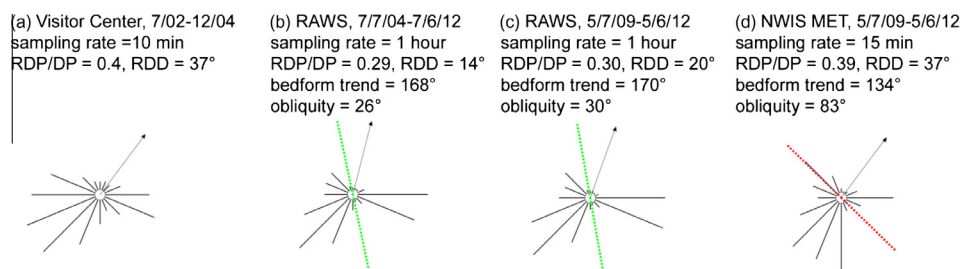 (a) Visitor Center, 7/02-12/04
sampling rate =10 min
RDP/DP = 0.4, RDD = 37°
(b) RAWS, 7/7/04-7/6/12
sampling rate = 1 hour
RDP/DP = 0.29, RDD = 14°
bedform trend = 168°
obliquity = 26°
(c) RAWS, 5/7/09-5/6/12
sampling rate = 1 hour
RDP/DP = 0.30, RDD = 20°
bedform trend = 170°
obliquity = 30°
(d) NWIS MET, 5/7/09-5/6/12
sampling rate = 15 min
RDP/DP = 0.39, RDD = 37°
bedform trend = 134°
obliquity = 83°